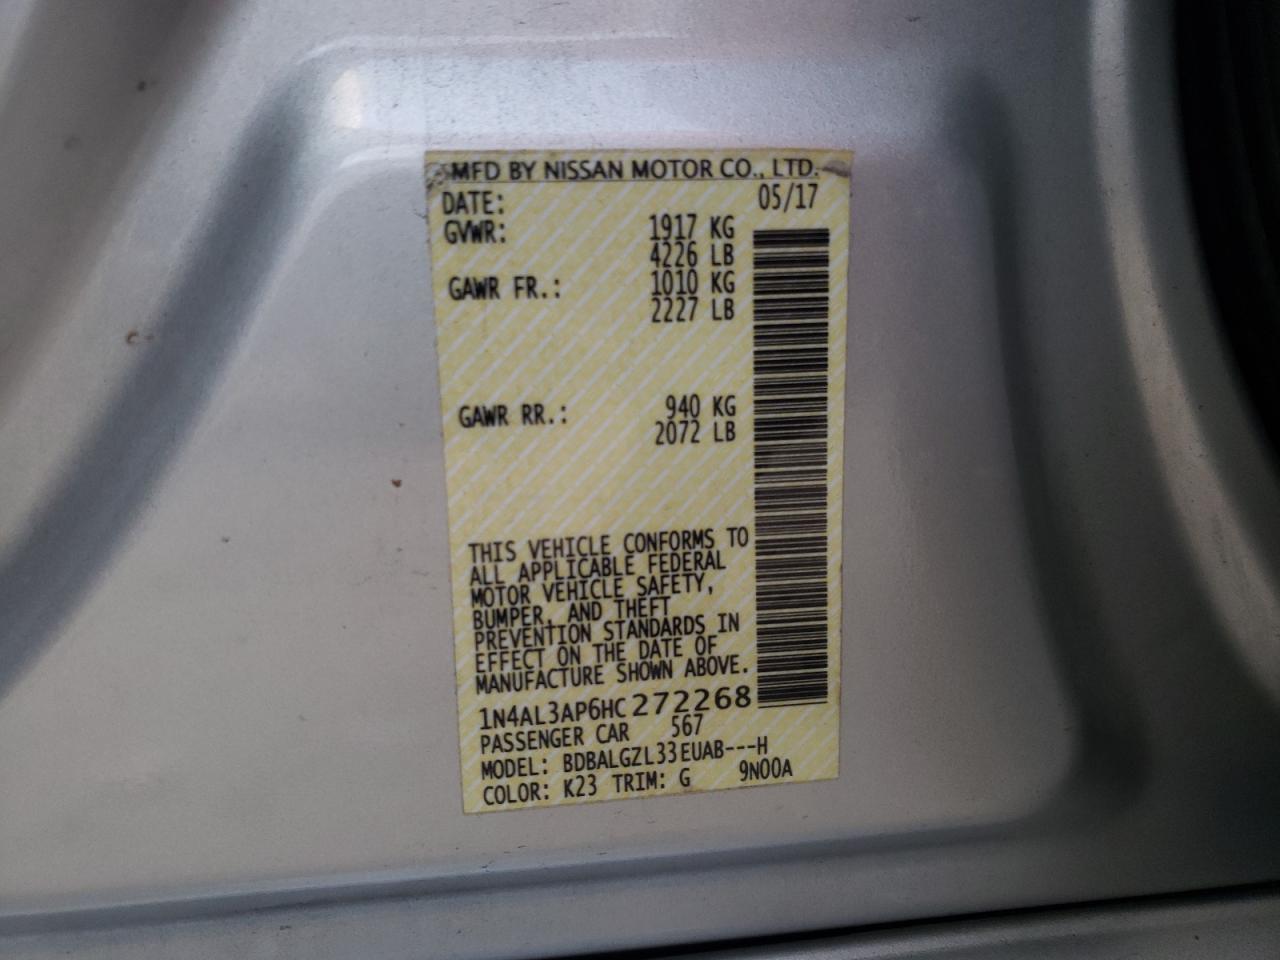 MFD BY NISSAN MOTOR CO., LTD.
DATE: 05/17
GVWR: 1917 KG
4226 LB
GAWR FR.: 1010 KG
2227 LB
GAWR RR.: 940 KG
2072 LB
THIS VEHICLE CONFORMS TO
ALL APPLICABLE FEDERAL
MOTOR VEHICLE SAFETY,
BUMPER, AND THEFT
PREVENTION STANDARDS IN
EFFECT ON THE DATE OF
MANUFACTURE SHOWN ABOVE.
1N4AL3AP6HC272268
PASSENGER CAR 567
MODEL: BDBALGZL33EUAB---H
COLOR: K23 TRIM: G 9N00A